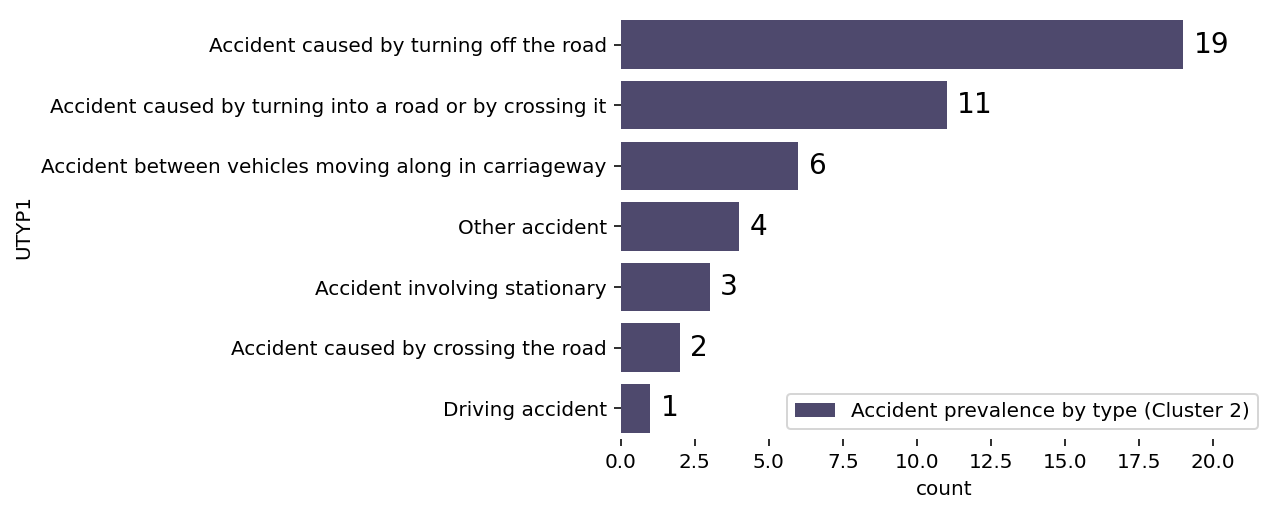 Accident caused by turning off the road
19
Accident caused by turning into a road or by crossing it
11
Accident between vehicles moving along in carriageway
6
UTYP1
Other accident
4
Accident involving stationary
3
Accident caused by crossing the road
2
Driving accident
1
Accident prevalence by type (Cluster 2)
0.0 2.5 5.0 7.5 10.0 12.5 15.0 17.5 20.0
count